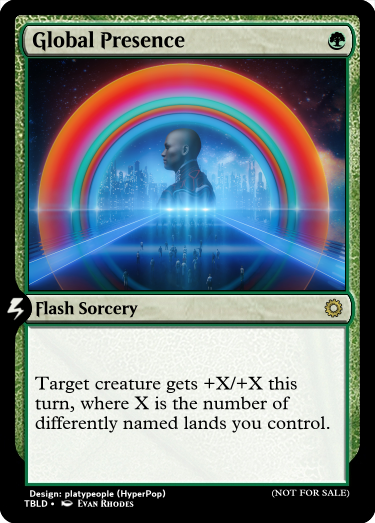 Global Presence
Flash Sorcery
Target creature gets +X/+X this
turn, where X is the number of
differently named lands you control.
Design: platypeople (HyperPop)
(NOT FOR SALE)
TBLD • Evan Rhodes